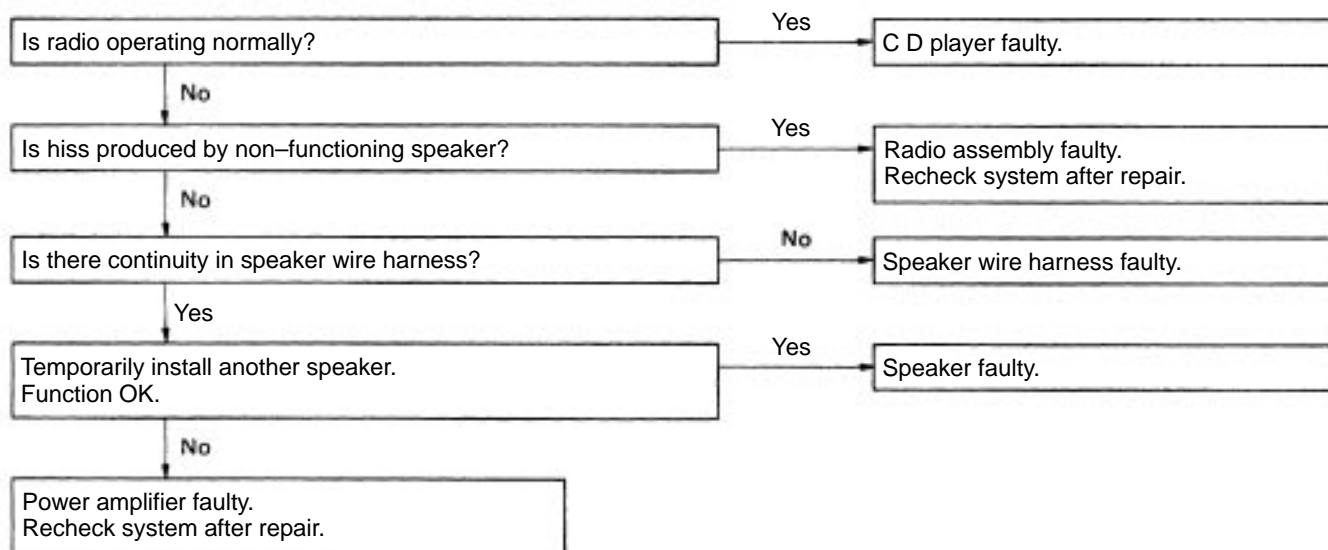 Is radio operating normally?
Yes
C D player faulty.
No
Is hiss produced by non–functioning speaker?
Yes
Radio assembly faulty.
Recheck system after repair.
No
Is there continuity in speaker wire harness?
No
Speaker wire harness faulty.
Yes
Temporarily install another speaker.
Function OK.
Yes
Speaker faulty.
No
Power amplifier faulty.
Recheck system after repair.